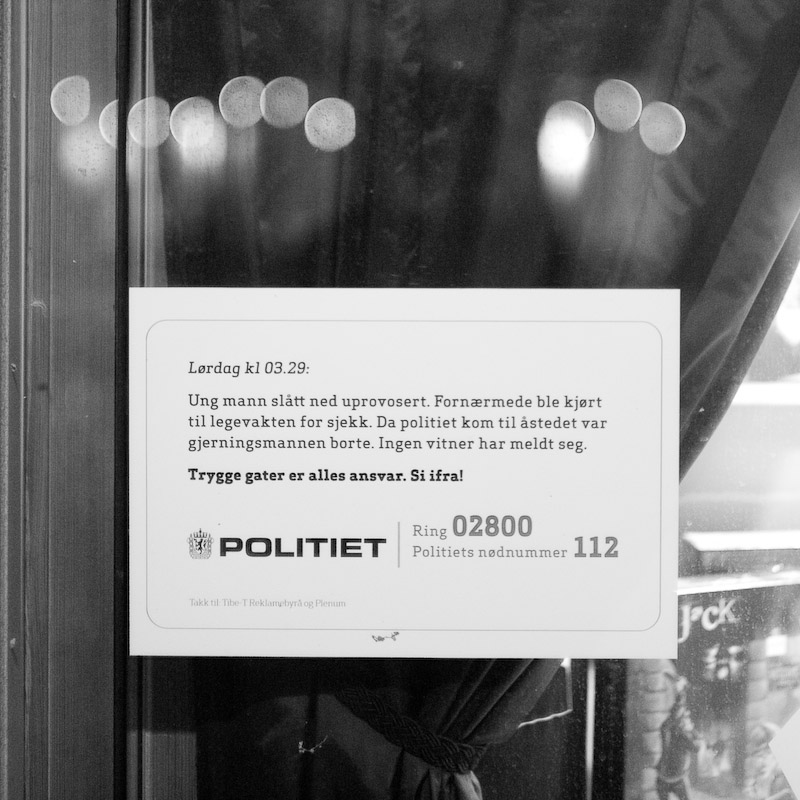 Lørdag kl 03.29:
Ung mann slått ned uprovosert. Fornærmede ble kjørt
til legevakten for sjekk. Da politiet kom til åstedet var
gjerningsmannen borte. Ingen vitner har meldt seg.
Trygge gater er alles ansvar. Si ifra!
POLITIET
Ring 02800
Politiets nødnummer 112
Takk til: Tibe-T Reklamebyrå og Plenum